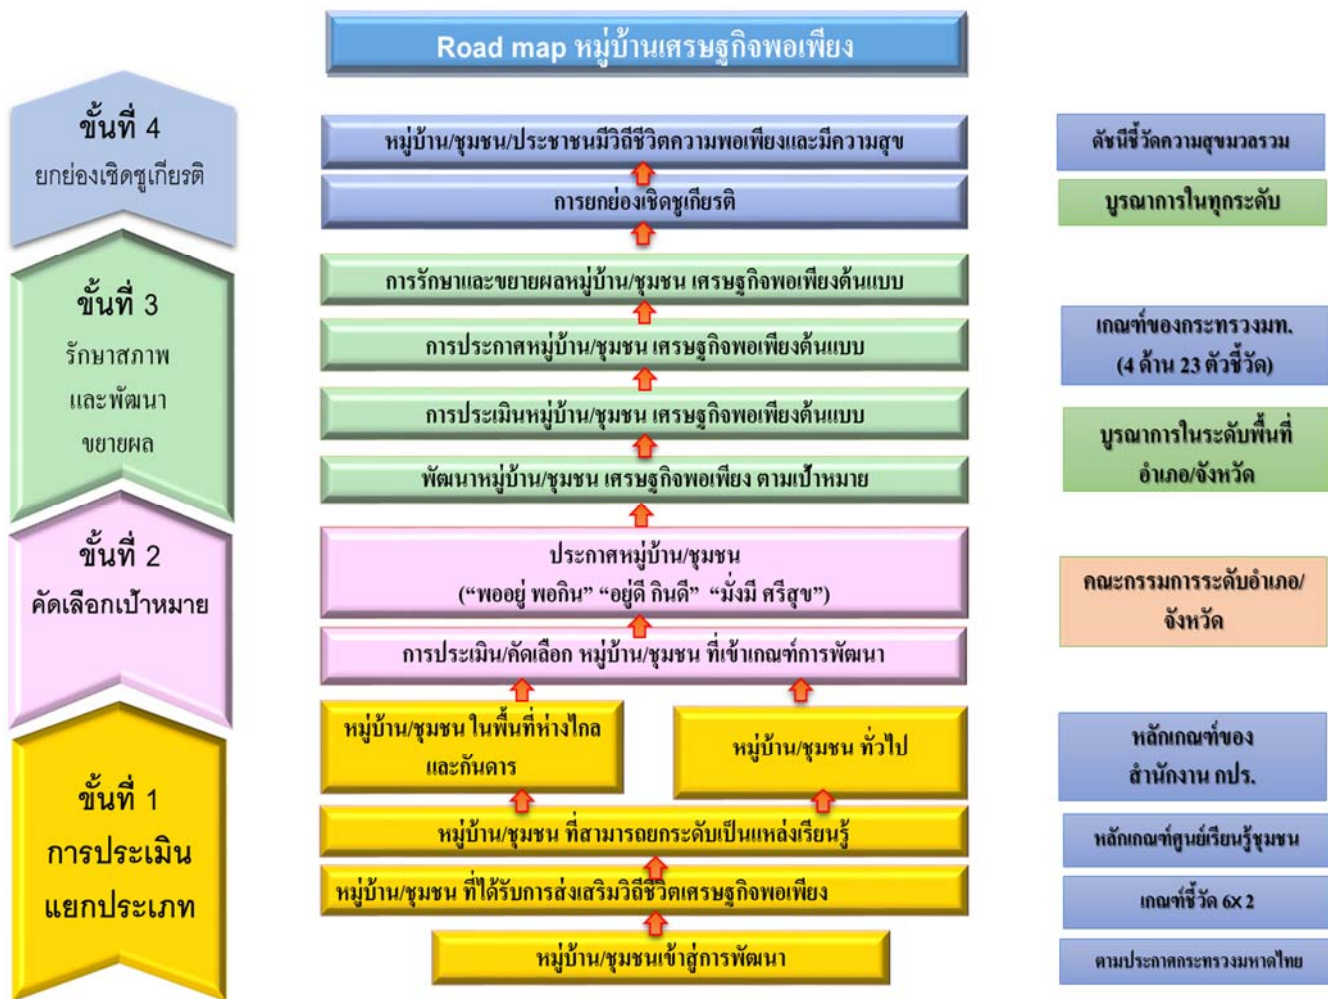 Road map หมู่บ้านเศรษฐกิจพอเพียง
ขั้นที่ 4
ยกย่องเชิดชูเกียรติ
หมู่บ้าน/ชุมชน/ประชาชนมีวิถีชีวิตความพอเพียงและมีความสุข
ดัชนีชี้วัดความสุขมวลรวม
การยกย่องเชิดชูเกียรติ
บูรณาการในทุกระดับ
ขั้นที่ 3
รักษาสภาพ
และพัฒนา
ขยายผล
การรักษาและขยายผลหมู่บ้าน/ชุมชน เศรษฐกิจพอเพียงต้นแบบ
การประกาศหมู่บ้าน/ชุมชน เศรษฐกิจพอเพียงต้นแบบ
เกณฑ์ของกระทรวงมท.
(4 ด้าน 23 ตัวชี้วัด)
การประเมินหมู่บ้าน/ชุมชน เศรษฐกิจพอเพียงต้นแบบ
บูรณาการในระดับพื้นที่
อำเภอ/จังหวัด
พัฒนาหมู่บ้าน/ชุมชน เศรษฐกิจพอเพียง ตามเป้าหมาย
ขั้นที่ 2
คัดเลือกเป้าหมาย
ประกาศหมู่บ้าน/ชุมชน
(“พออยู่ พอกิน” “อยู่ดี กินดี” “มั่งมี ศรีสุข”)
คณะกรรมการระดับอำเภอ/
จังหวัด
การประเมิน/คัดเลือก หมู่บ้าน/ชุมชน ที่เข้าเกณฑ์การพัฒนา
ขั้นที่ 1
การประเมิน
แยกประเภท
หมู่บ้าน/ชุมชน ในพื้นที่ห่างไกล
และกันดาร
หมู่บ้าน/ชุมชน ทั่วไป
หลักเกณฑ์ของ
สำนักงาน กปร.
หมู่บ้าน/ชุมชน ที่สามารถยกระดับเป็นแหล่งเรียนรู้
หลักเกณฑ์ศูนย์เรียนรู้ชุมชน
หมู่บ้าน/ชุมชน ที่ได้รับการส่งเสริมวิถีชีวิตเศรษฐกิจพอเพียง
เกณฑ์ชี้วัด 6x 2
หมู่บ้าน/ชุมชนเข้าสู่การพัฒนา
ตามประกาศกระทรวงมหาดไทย